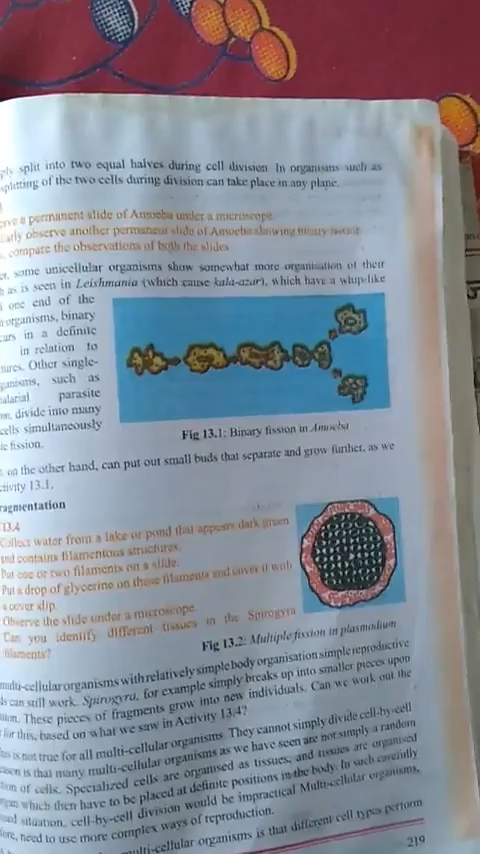 split into two equal halves during cell division. In organisms such as
splitting of the two cells during division can take place in any plane.
a permanent slide of Amoeba under a microscope.
observe another permanent slide of Amoeba showing binary fission.
compare the observations of both the slides
some unicellular organisms show somewhat more organisation of their
as is seen in Leishmania (which cause kala-azar), which have a whip-like
one end of the
organisms, binary
in a definite
in relation to
Other single-
such as
parasite
divide into many
cells simultaneously
fission.
Fig 13.1: Binary fission in Amoeba
on the other hand, can put out small buds that separate and grow further, as we
13.1.
13.4
Collect water from a lake or pond that appears dark green
and contains filamentous structures.
Put one or two filaments on a slide.
Put a drop of glycerine on these filaments and cover it with
a cover slip.
Observe the slide under a microscope.
Can you identify different tissues in the Spirogyra
filaments?
Fig 13.2: Multiple fission in plasmodium
multi-cellular organisms with relatively simple body organisation simple reproductive
can still work. Spirogyra, for example simply breaks up into smaller pieces upon
These pieces of fragments grow into new individuals. Can we work out the
for this, based on what we saw in Activity 13.4?
is not true for all multi-cellular organisms. They cannot simply divide cell-by-cell
is that many multi-cellular organisms as we have seen are not simply a random
of cells. Specialized cells are organised as tissues, and tissues are organised
which then have to be placed at definite positions in the body. In such carefully
situation, cell-by-cell division would be impractical Multi-cellular organisms,
need to use more complex ways of reproduction.
multi-cellular organisms is that different cell types perform
219